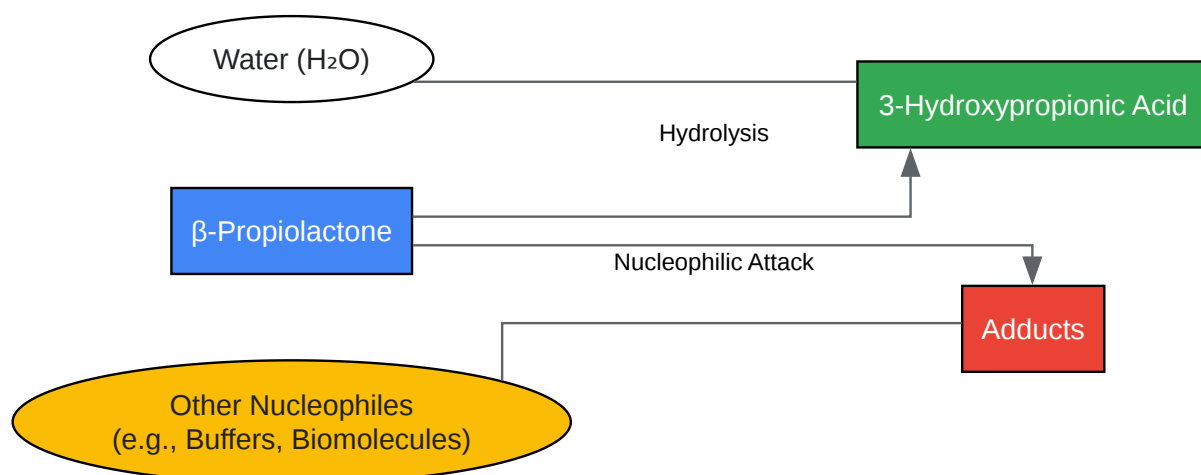 Water (H₂O)
3-Hydroxypropionic Acid
Hydrolysis
β-Propiolactone
Nucleophilic Attack
Adducts
Other Nucleophiles
(e.g., Buffers, Biomolecules)